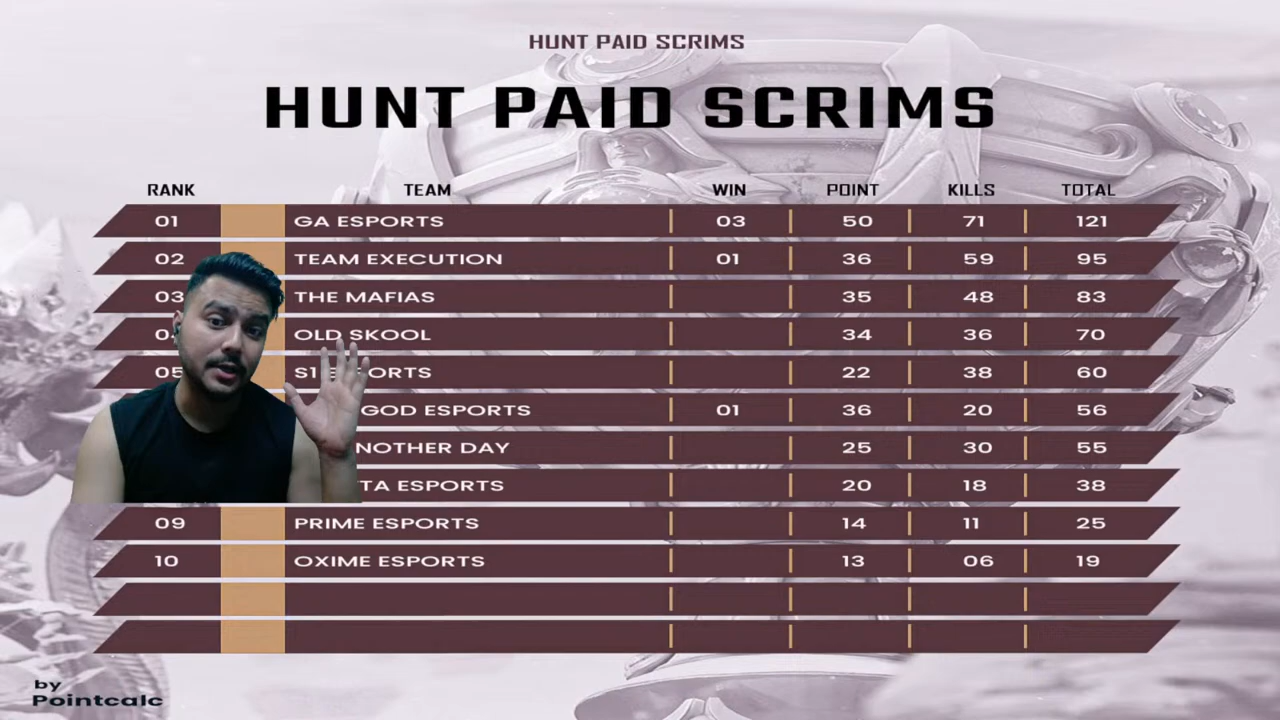 HUNT PAID SCRIMS
HUNT PAID SCRIMS
RANK TEAM WIN POINT KILLS TOTAL
01 GA ESPORTS 03 50 71 121
02 TEAM EXECUTION 01 36 59 95
03 THE MAFIAS 35 48 83
OLD SKOOL 34 36 70
05 22 38 60
GOD ESPORTS 01 36 20 56
DAY 25 30 55
ESPORTS 20 18 38
09 PRIME ESPORTS 14 11 25
10 OXIME ESPORTS 13 06 19
by
Pointcalc